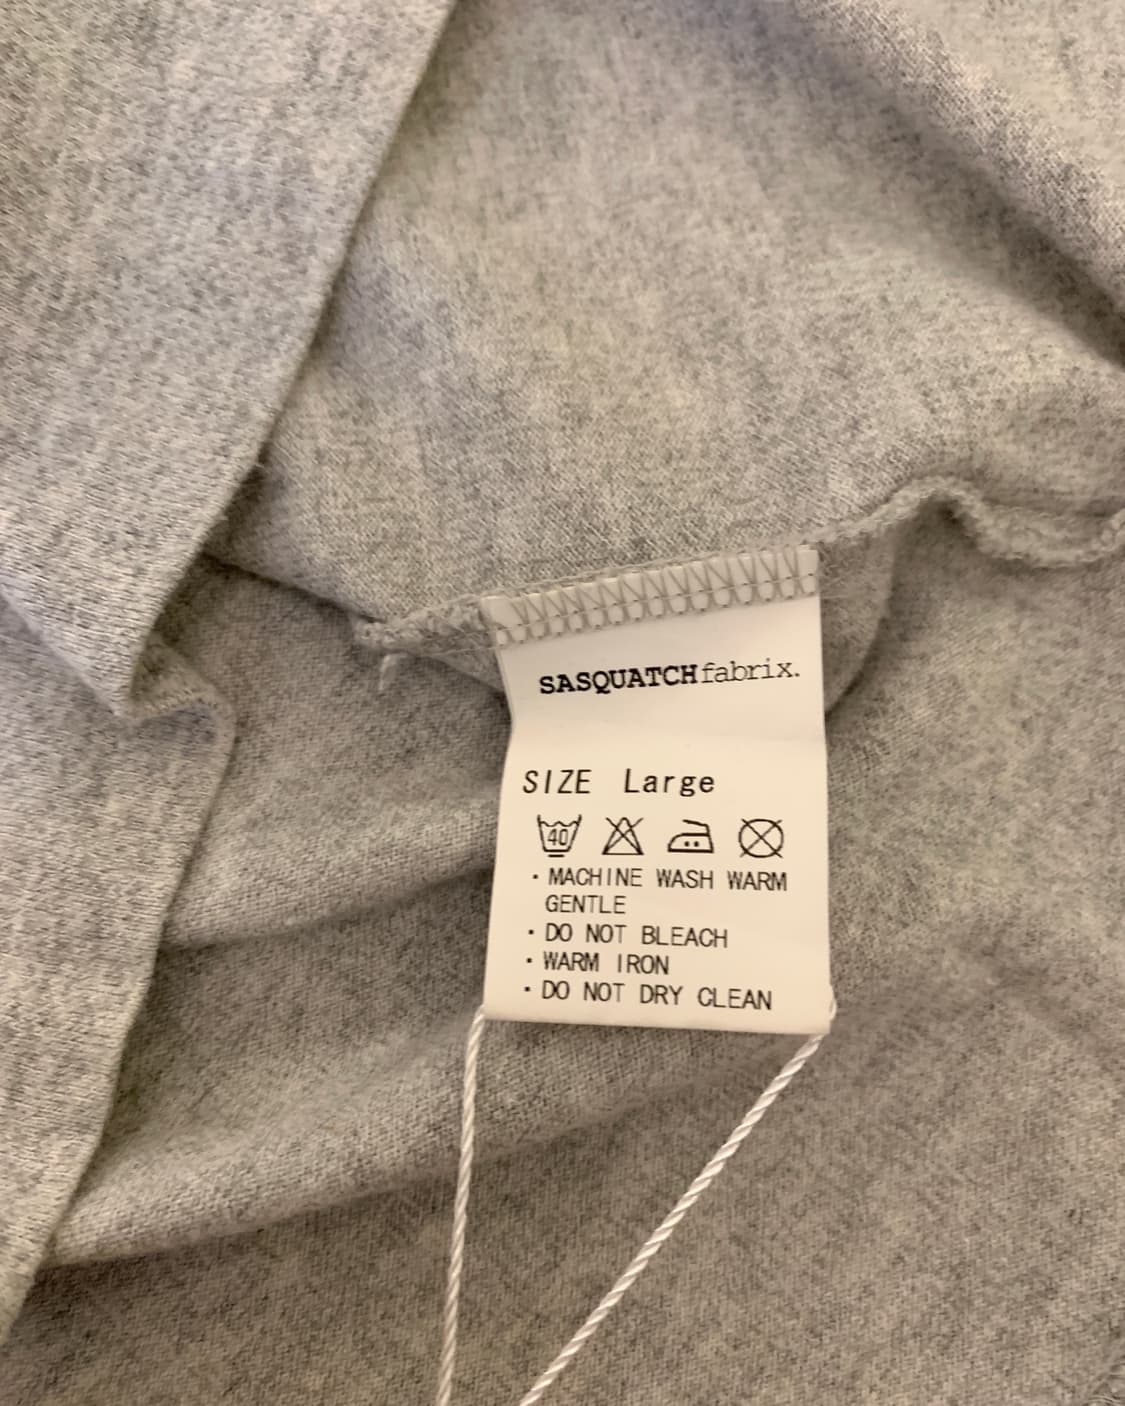 SASQUATCHfabrix.
SIZE Large
40
・MACHINE WASH WARM
GENTLE
・DO NOT BLEACH
・WARM IRON
・DO NOT DRY CLEAN